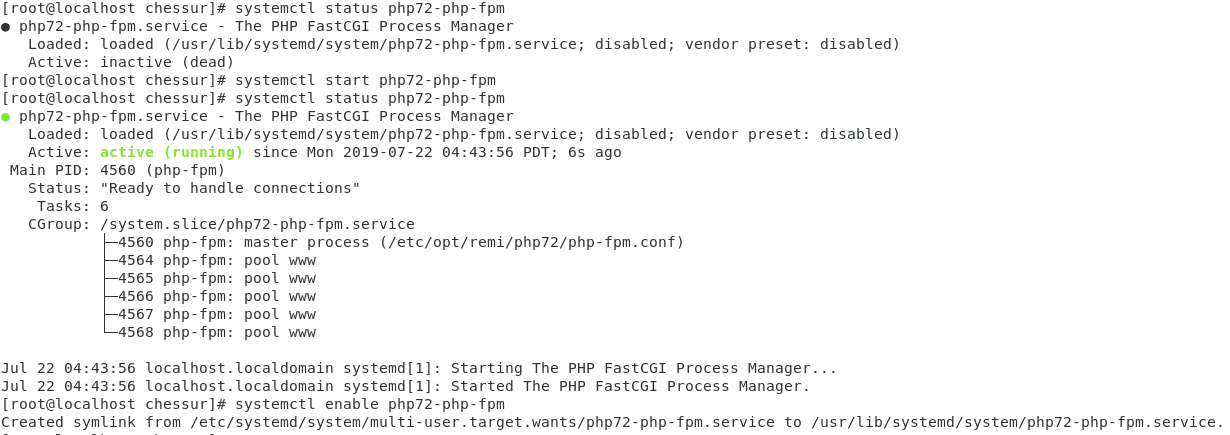 [root@localhost chessur]# systemctl status php72-php-fpm
● php72-php-fpm.service - The PHP FastCGI Process Manager
   Loaded: loaded (/usr/lib/systemd/system/php72-php-fpm.service; disabled; vendor preset: disabled)
   Active: inactive (dead)
[root@localhost chessur]# systemctl start php72-php-fpm
[root@localhost chessur]# systemctl status php72-php-fpm
● php72-php-fpm.service - The PHP FastCGI Process Manager
   Loaded: loaded (/usr/lib/systemd/system/php72-php-fpm.service; disabled; vendor preset: disabled)
   Active: active (running) since Mon 2019-07-22 04:43:56 PDT; 6s ago
 Main PID: 4560 (php-fpm)
   Status: "Ready to handle connections"
    Tasks: 6
   CGroup: /system.slice/php72-php-fpm.service
           ├─4560 php-fpm: master process (/etc/opt/remi/php72/php-fpm.conf)
           ├─4564 php-fpm: pool www
           ├─4565 php-fpm: pool www
           ├─4566 php-fpm: pool www
           ├─4567 php-fpm: pool www
           └─4568 php-fpm: pool www
Jul 22 04:43:56 localhost.localdomain systemd[1]: Starting The PHP FastCGI Process Manager...
Jul 22 04:43:56 localhost.localdomain systemd[1]: Started The PHP FastCGI Process Manager.
[root@localhost chessur]# systemctl enable php72-php-fpm
Created symlink from /etc/systemd/system/multi-user.target.wants/php72-php-fpm.service to /usr/lib/systemd/system/php72-php-fpm.service.